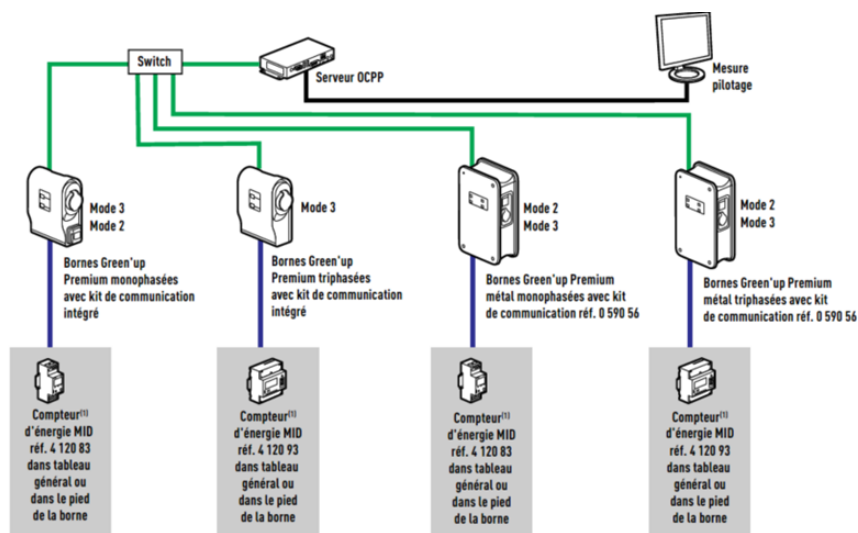 Switch
Serveur OCPP
Mesure
pilotage
Mode 3
Mode 2
Bornes Green'up
Premium monophasées
avec kit de communication
intégré
Mode 3
Bornes Green'up
Premium triphasées
avec kit de communication
intégré
Mode 2
Mode 3
Bornes Green'up Premium
métal monophasées avec kit
de communication réf. 0 590 56
Mode 2
Mode 3
Bornes Green'up Premium
métal triphasées avec kit
de communication réf. 0 590 56
Compteur(1)
d'énergie MID
réf. 4 120 83
dans tableau
général ou
dans le pied
de la borne
Compteur(1)
d'énergie MID
réf. 4 120 93
dans tableau
général ou
dans le pied
de la borne
Compteur(1)
d'énergie MID
réf. 4 120 83
dans tableau
général ou
dans le pied
de la borne
Compteur(1)
d'énergie MID
réf. 4 120 93
dans tableau
général ou
dans le pied
de la borne